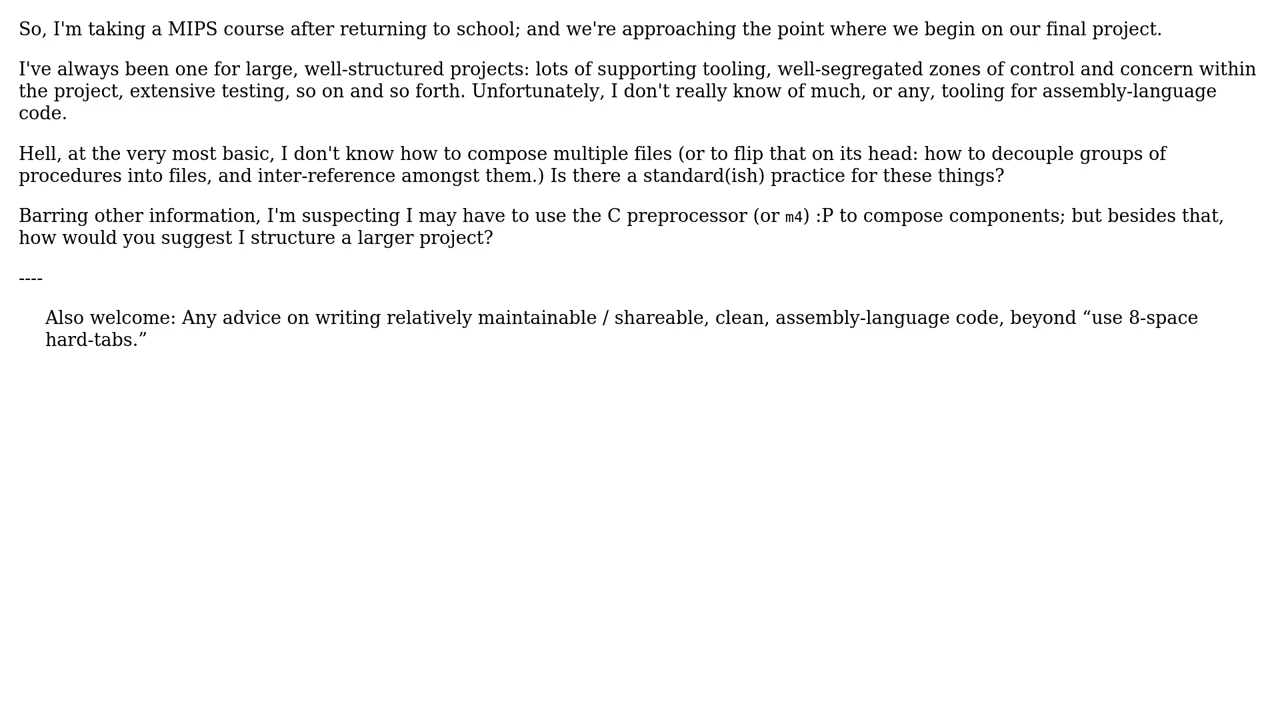 So, I'm taking a MIPS course after returning to school; and we're approaching the point where we begin on our final project.
I've always been one for large, well-structured projects: lots of supporting tooling, well-segregated zones of control and concern within
the project, extensive testing, so on and so forth. Unfortunately, I don't really know of much, or any, tooling for assembly-language
code.
Hell, at the very most basic, I don't know how to compose multiple files (or to flip that on its head: how to decouple groups of
procedures into files, and inter-reference amongst them.) Is there a standard(ish) practice for these things?
Barring other information, I'm suspecting I may have to use the C preprocessor (or m4) :P to compose components; but besides that,
how would you suggest I structure a larger project?
----
Also welcome: Any advice on writing relatively maintainable / shareable, clean, assembly-language code, beyond “use 8-space
hard-tabs.”